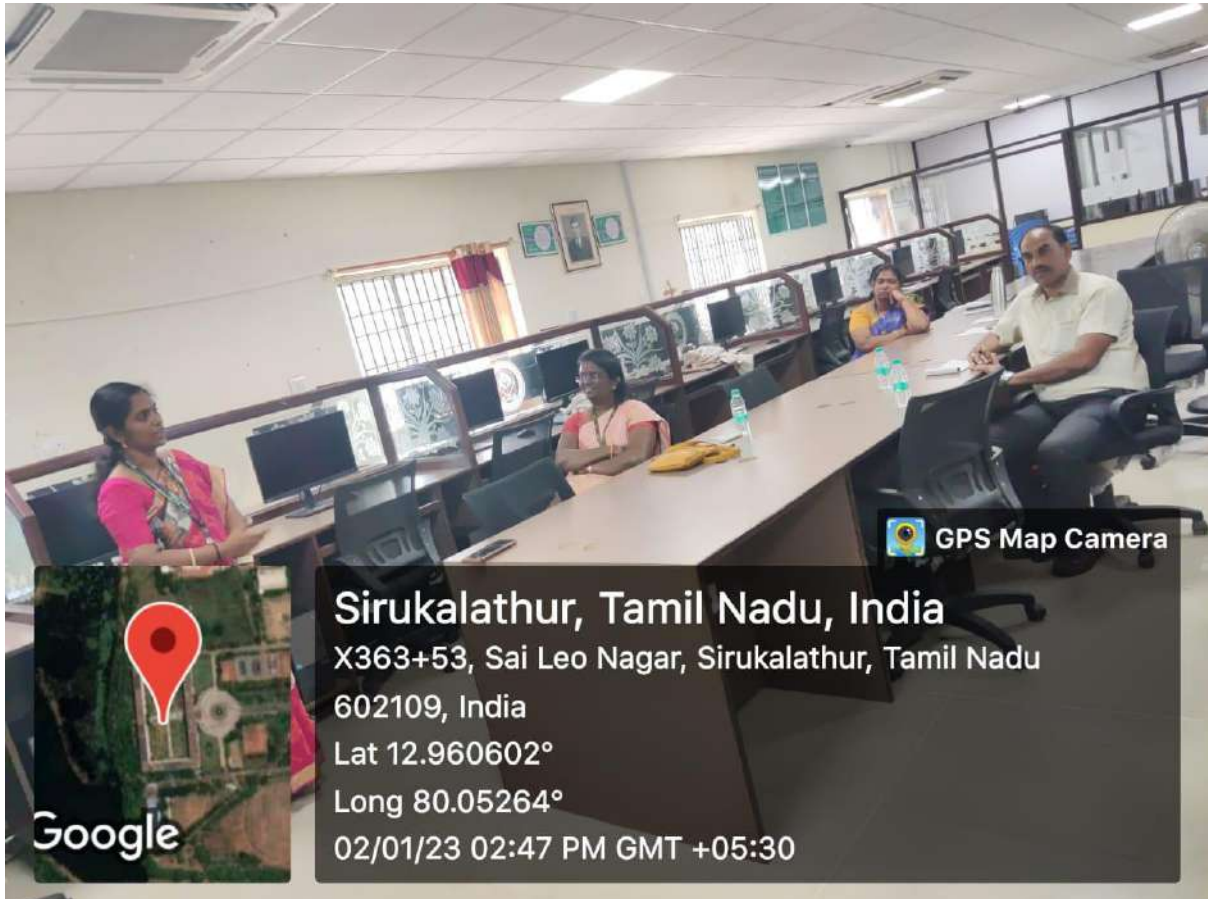 GPS Map Camera
Sirukalathur, Tamil Nadu, India
X363+53, Sai Leo Nagar, Sirukalathur, Tamil Nadu
602109, India
Lat 12.960602°
Long 80.05264°
02/01/23 02:47 PM GMT +05:30
Google